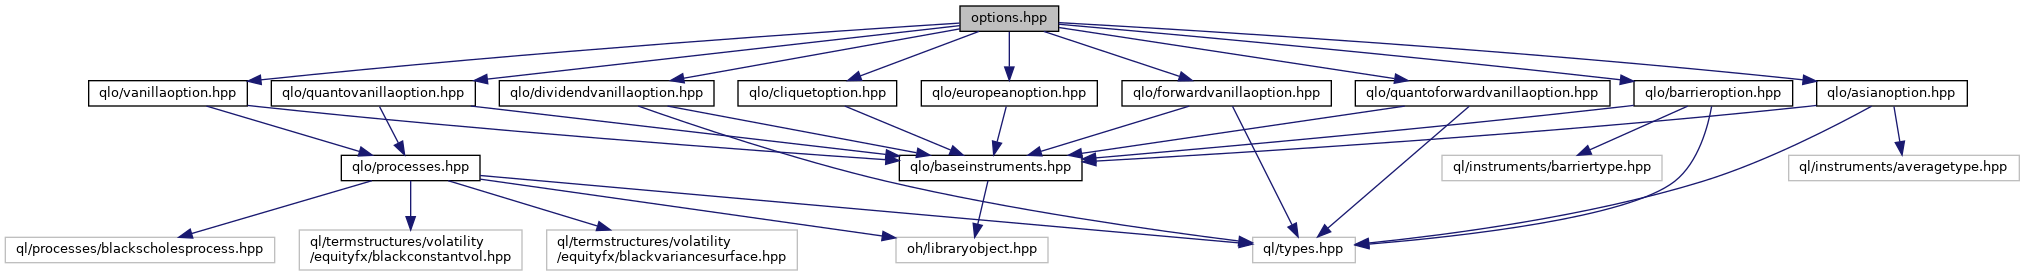 options.hpp
qlo/vanillaoption.hpp
qlo/quantovanillaoption.hpp
qlo/dividendvanillaoption.hpp
qlo/cliquetoption.hpp
qlo/europeanoption.hpp
qlo/forwardvanillaoption.hpp
qlo/quantoforwardvanillaoption.hpp
qlo/barrieroption.hpp
qlo/asianoption.hpp
qlo/processes.hpp
qlo/baseinstruments.hpp
ql/instruments/barriertype.hpp
ql/instruments/averagetype.hpp
ql/processes/blackscholesprocess.hpp
ql/termstructures/volatility
/equityfx/blackconstantvol.hpp
ql/termstructures/volatility
/equityfx/blackvariancesurface.hpp
oh/libraryobject.hpp
ql/types.hpp